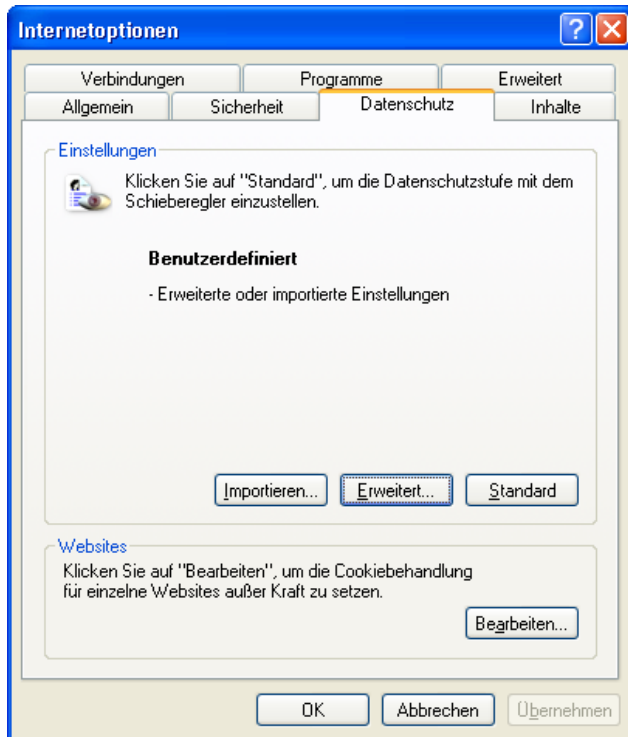 Internetoptionen
Verbindungen Programme Erweitert
Allgemein Sicherheit Datenschutz Inhalte
Einstellungen
Klicken Sie auf "Standard", um die Datenschutzstufe mit dem
Schieberegler einzustellen.
Benutzerdefiniert
- Erweiterte oder importierte Einstellungen
Importieren... Erweitert... Standard
Websites
Klicken Sie auf "Bearbeiten", um die Cookiebehandlung
für einzelne Websites außer Kraft zu setzen.
Bearbeiten...
OK Abbrechen Übernehmen